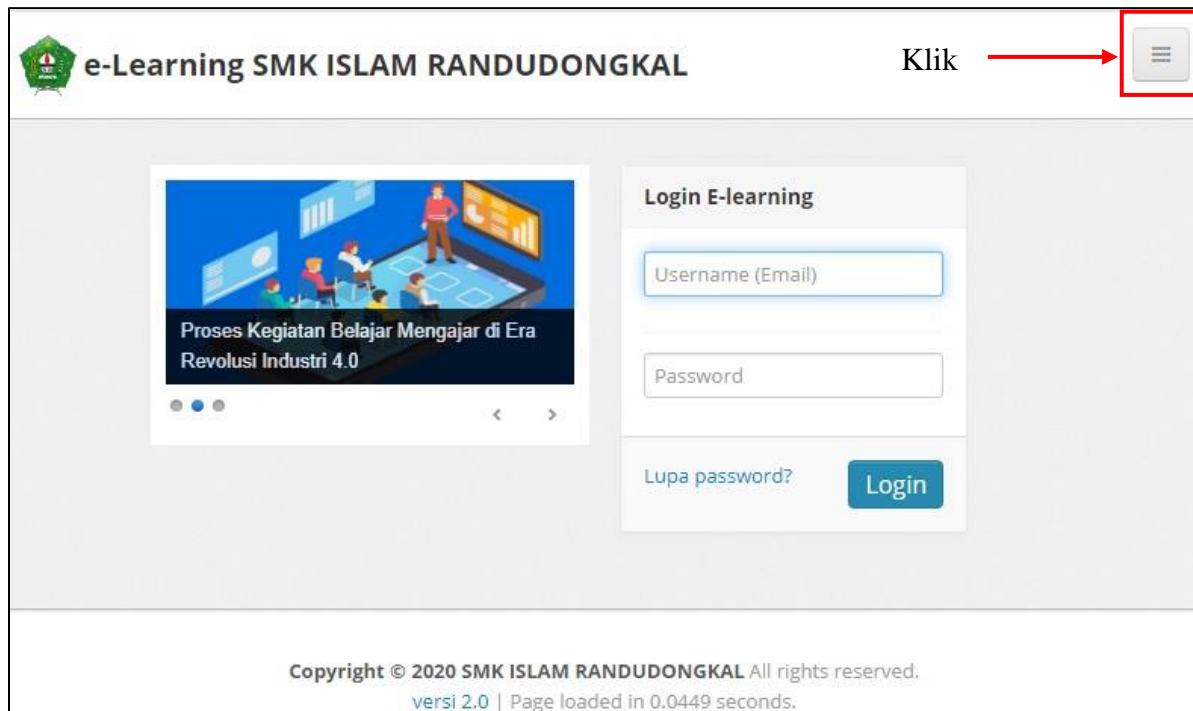 e-Learning SMK ISLAM RANDUDONGKAL
Klik
Proses Kegiatan Belajar Mengajar di Era
Revolusi Industri 4.0
Login E-learning
Username (Email)
Password
Lupa password?
Login
Copyright © 2020 SMK ISLAM RANDUDONGKAL All rights reserved.
versi 2.0 | Page loaded in 0.0449 seconds.